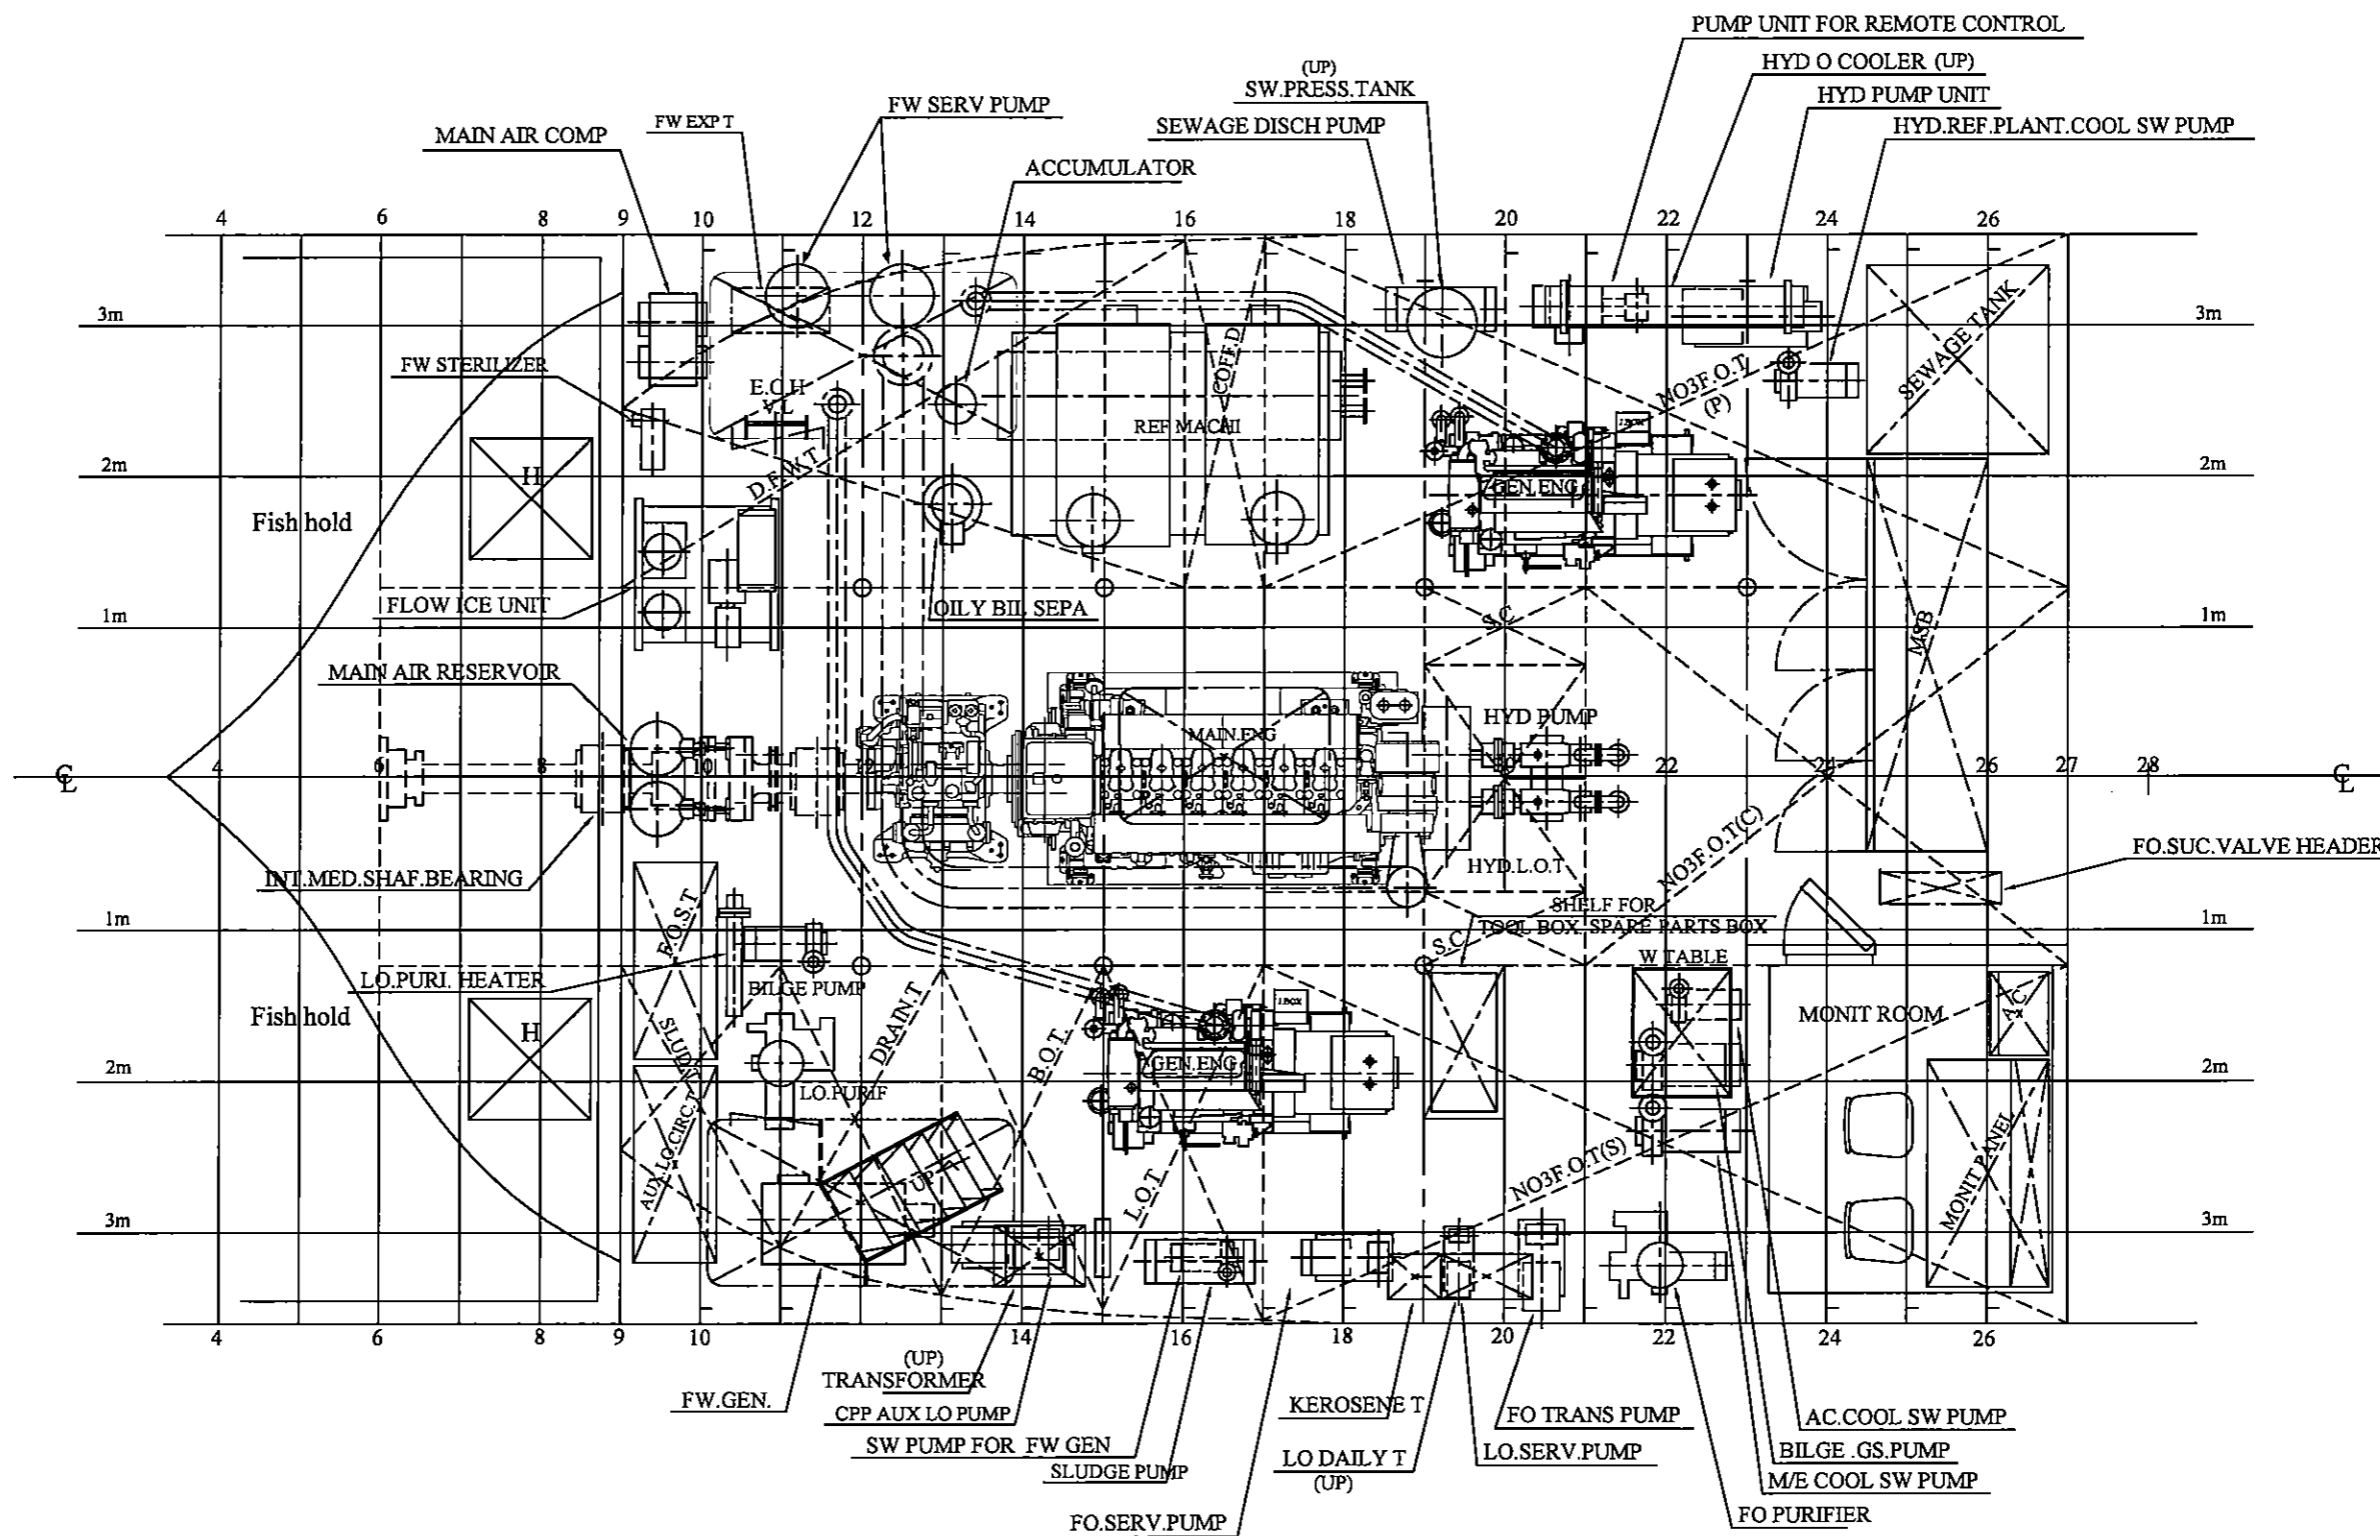 PUMP UNIT FOR REMOTE CONTROL
(UP)
HYD O COOLER (UP)
SW.PRESS.TANK
HYD PUMP UNIT
FW SERV PUMP
FW EXP T
SEWAGE DISCH PUMP
HYD.REF.PLANT.COOL SW PUMP
MAIN AIR COMP
ACCUMULATOR
4 6 8 9 10 12 14 16 18 20 22 24 26
3m 3m
SEWAGE TANK
COFF.D
FW STERILIZER
NO3F.O.T
(P)
E.C.H
V.L
REF MACHI
J.BOX
2m 2m
H
D.F.W.T
GEN.ENG
Fish hold
FLOW ICE UNIT
OILY BIL SEPA
1m 1m
S.C
MSB
MAIN AIR RESERVOIR
HYD PUMP
MAIN.ENG
℄ 4 6 8 10 12 20 22 24 26 27 28 ℄
NO3F.O.T(C)
FO.SUC.VALVE HEADER
HYD.L.O.T
INT.MED.SHAF.BEARING
F.O.S.T
SHELF FOR
TOOL BOX, SPARE PARTS BOX
1m 1m
S.C
W TABLE
LO.PURI. HEATER
BILGE PUMP
J.BOX
A/C
Fish hold
MONIT ROOM
H
SLUD.T
DRAIN.T
B.O.T.
GEN.ENG
2m 2m
LO.PURIF
AUX.LO.CIRC.T
MONIT PANEL
NO3F.O.T(S)
UP
L.O.T
3m 3m
4 6 8 9 10 14 16 18 20 22 24 26
(UP)
TRANSFORMER
FW.GEN.
KEROSENE T
CPP AUX LO PUMP
FO TRANS PUMP
AC.COOL SW PUMP
SW PUMP FOR FW GEN
LO.SERV.PUMP
BILGE .GS.PUMP
SLUDGE PUMP
LO DAILY T
(UP)
M/E COOL SW PUMP
FO.SERV.PUMP
FO PURIFIER